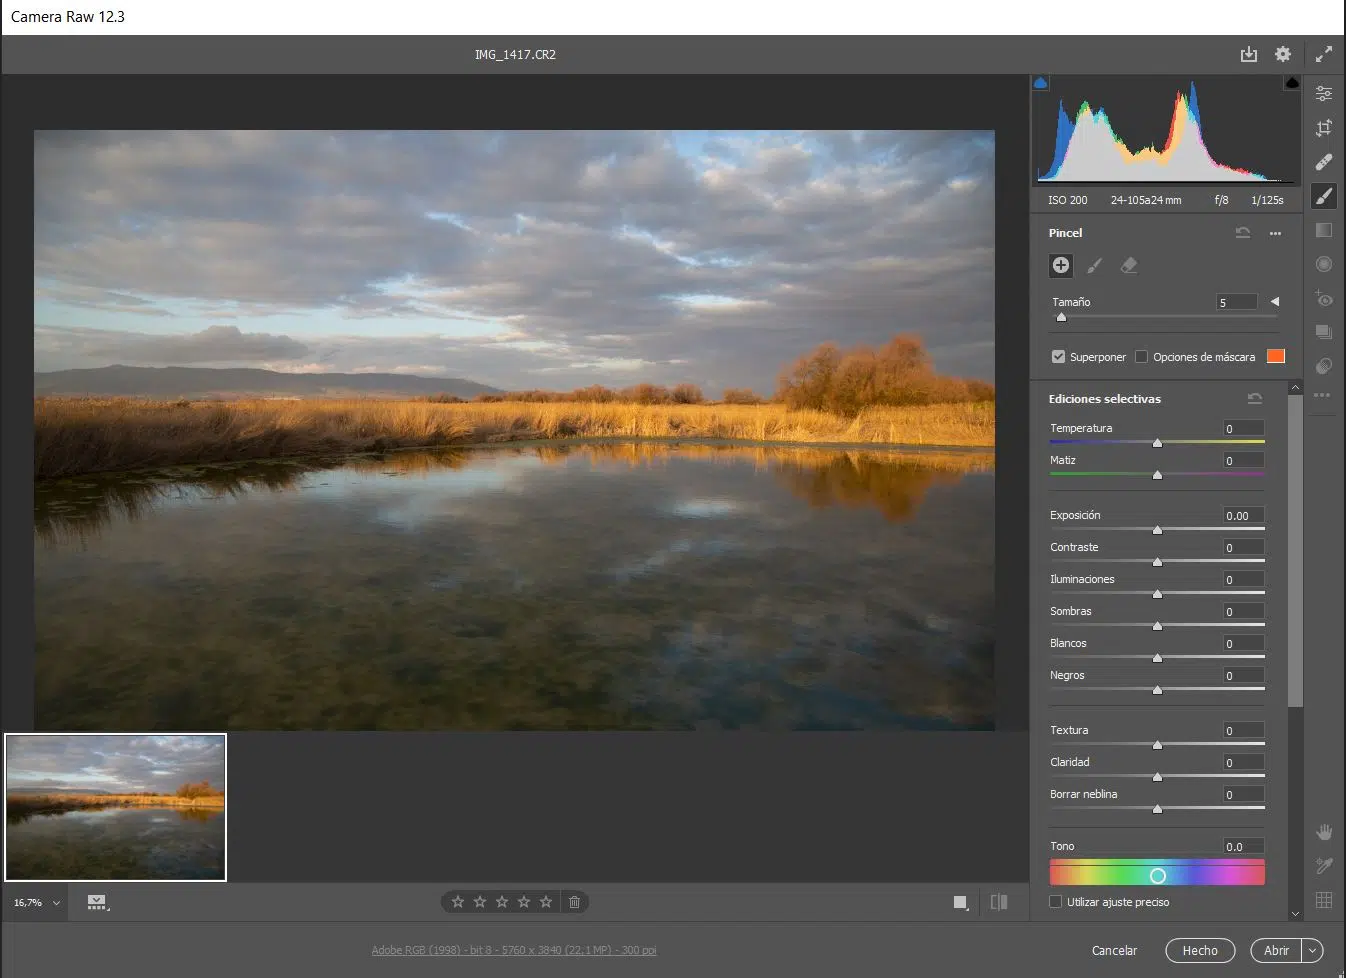 Camera Raw 12.3
IMG_1417.CR2
ISO 200 24-105a24 mm f/8 1/125s
Pincel
Tamaño 5
Superponer Opciones de máscara
Ediciones selectivas
Temperatura 0
Matiz 0
Exposición 0.00
Contraste 0
Iluminaciones 0
Sombras 0
Blancos 0
Negros 0
Textura 0
Claridad 0
Borrar neblina 0
Tono 0.0
Utilizar ajuste preciso
16,7%
Adobe RGB (1998) - bit 8 - 5760 x 3840 (22,1 MP) - 300 ppi
Cancelar Hecho Abrir